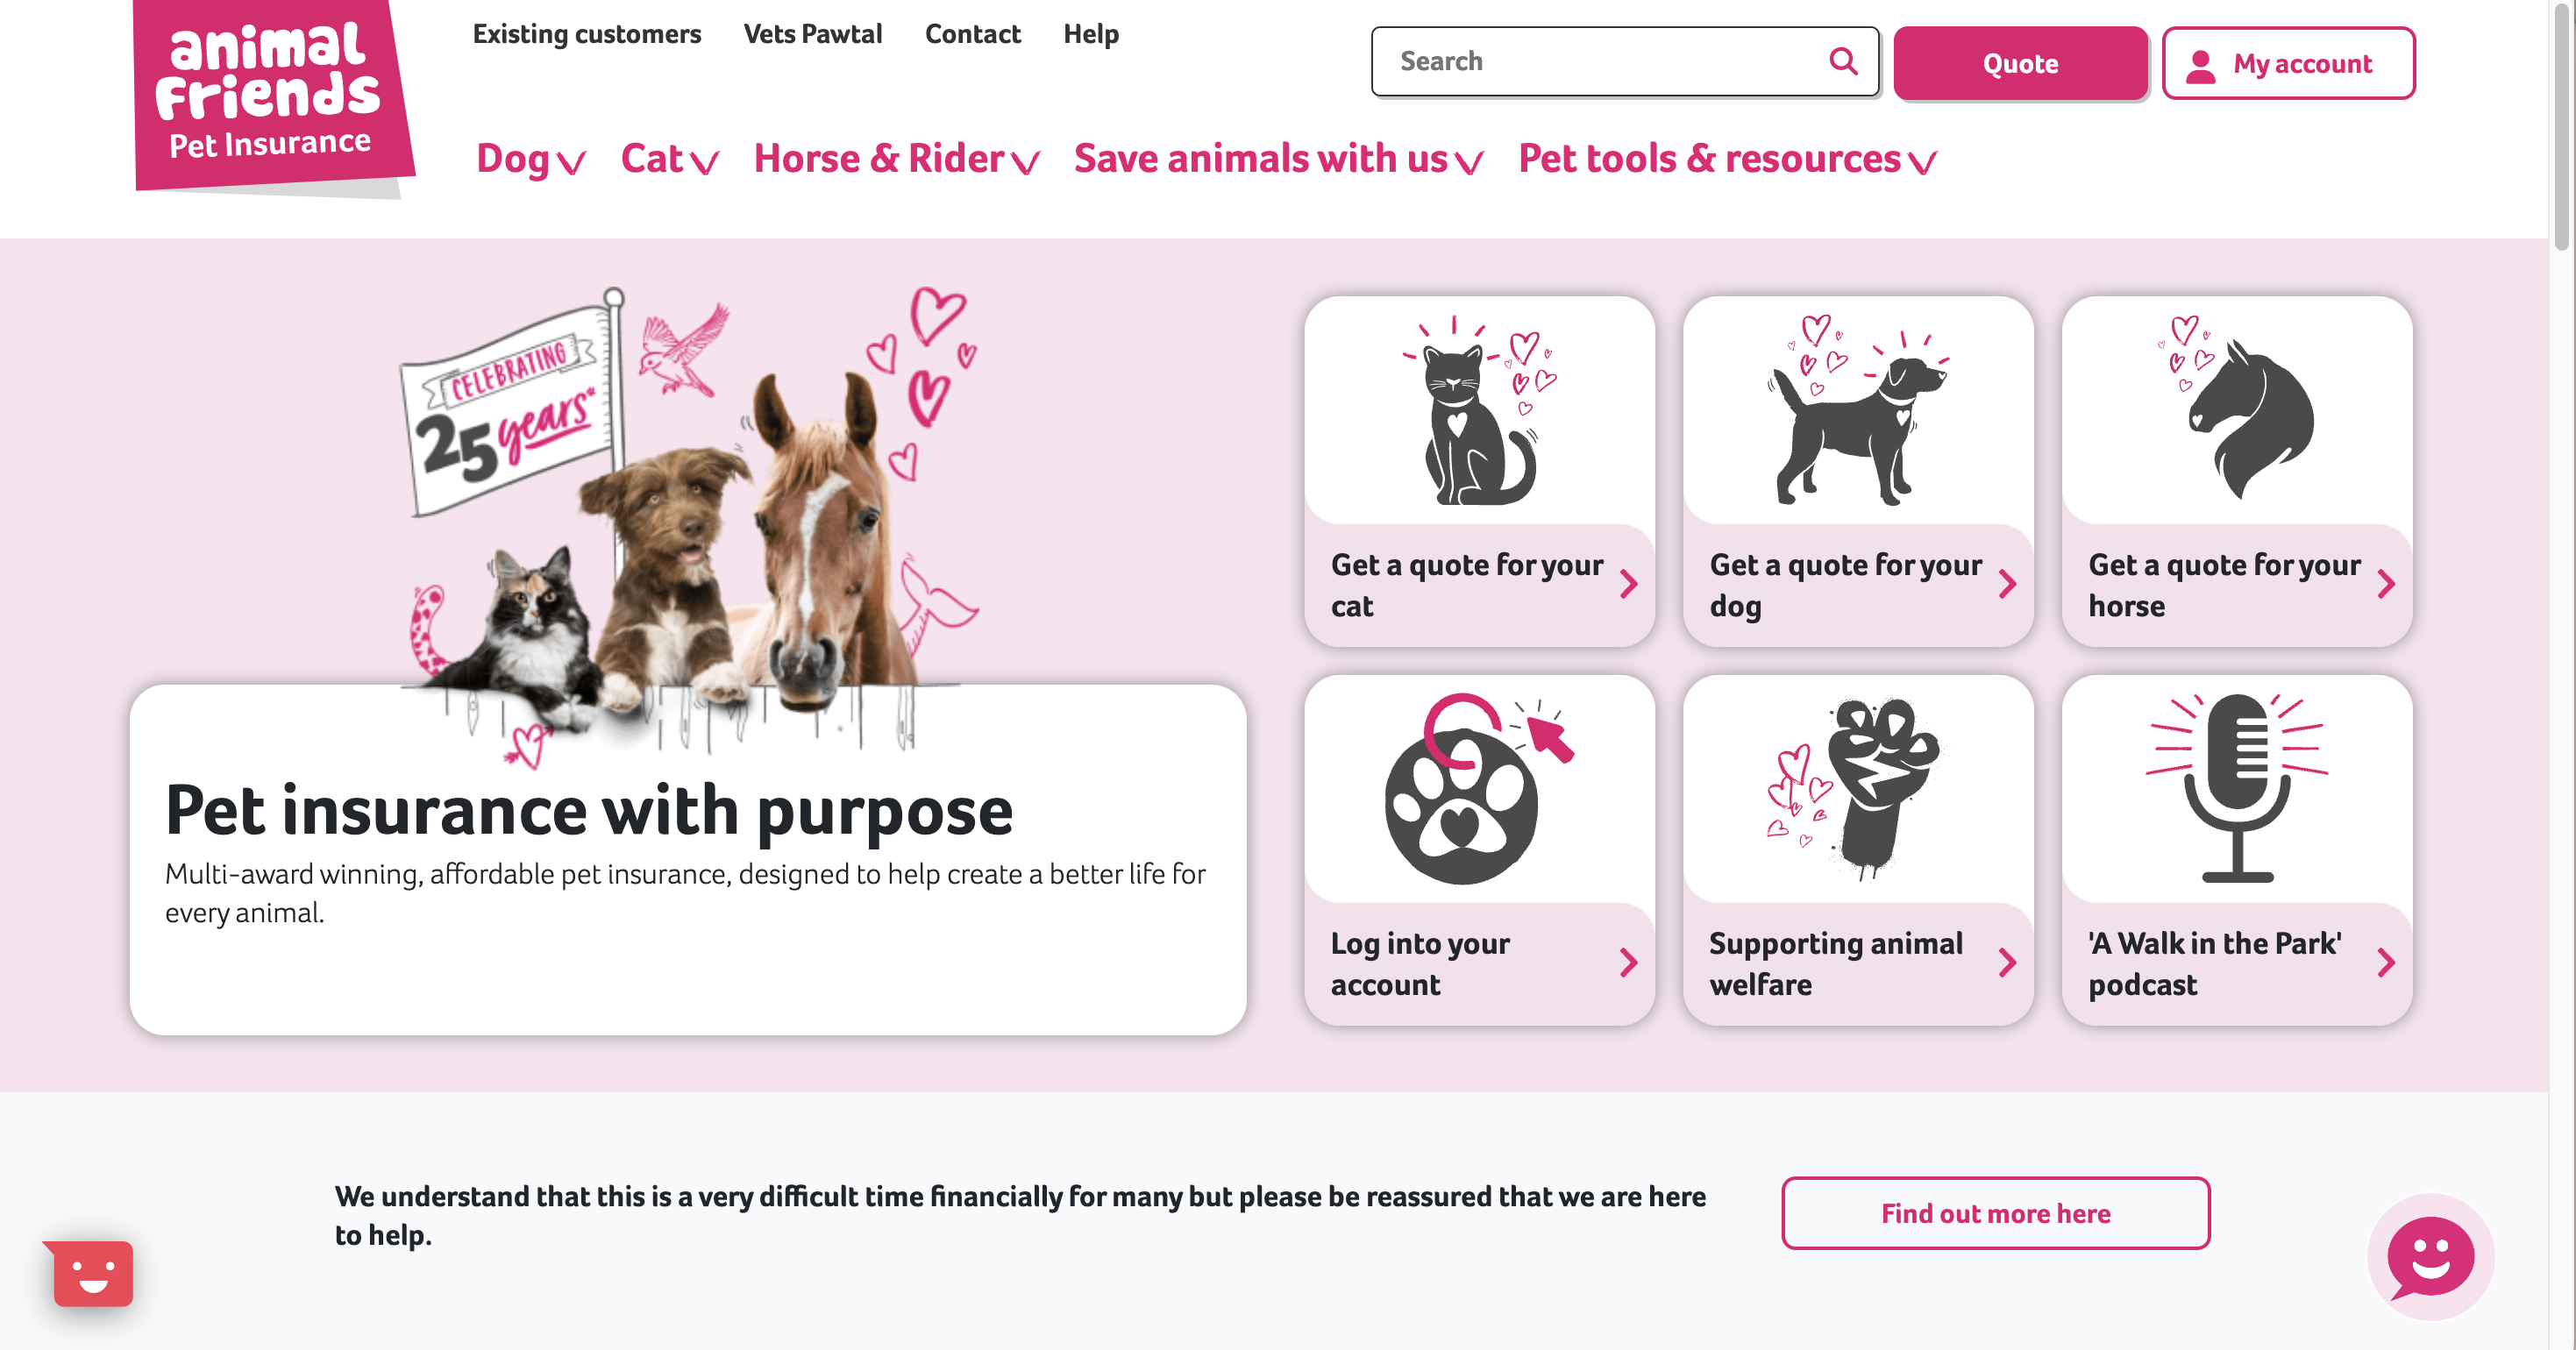 animal
friends
Pet Insurance
Existing customers
Vets Pawtal
Contact
Help
Search
Quote
My account
Dog
Cat
Horse & Rider
Save animals with us
Pet tools & resources
CELEBRATING
25 years*
Pet insurance with purpose
Multi-award winning, affordable pet insurance, designed to help create a better life for
every animal.
Get a quote for your
cat
Get a quote for your
dog
Get a quote for your
horse
Log into your
account
Supporting animal
welfare
'A Walk in the Park'
podcast
We understand that this is a very difficult time financially for many but please be reassured that we are here
to help.
Find out more here